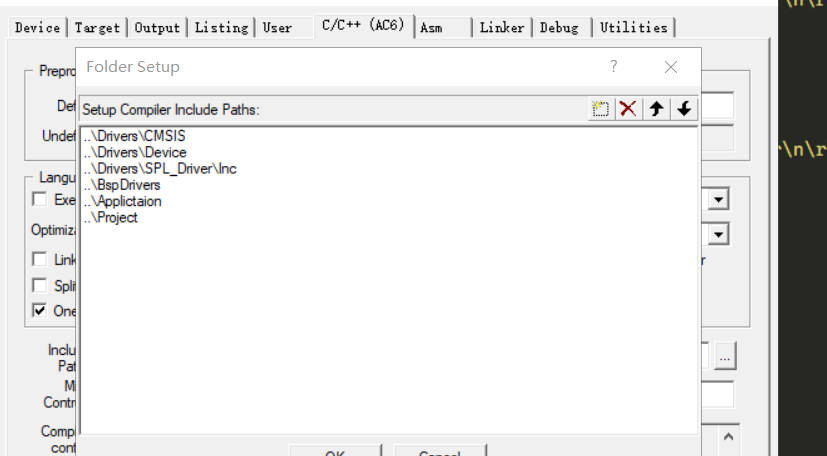 \n\r
Device Target Output Listing User C/C++ (AC6) Asm Linker Debug Utilities
Folder Setup ? ×
Setup Compiler Include Paths:
..\Drivers\CMSIS
..\Drivers\Device
..\Drivers\SPL_Driver\Inc
..\BspDrivers
..\Applictaion
..\Project
Prepro
Def
Undef
Langu
Exe
Optimiz
Link
Split
One
Inclu
Pat
M
Contr
Comp
cont
...
r\n\r
OK Cancel